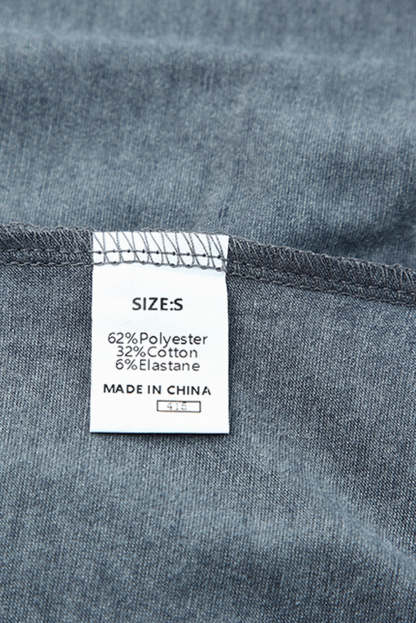 SIZE:S
62%Polyester
32%Cotton
6%Elastane
MADE IN CHINA